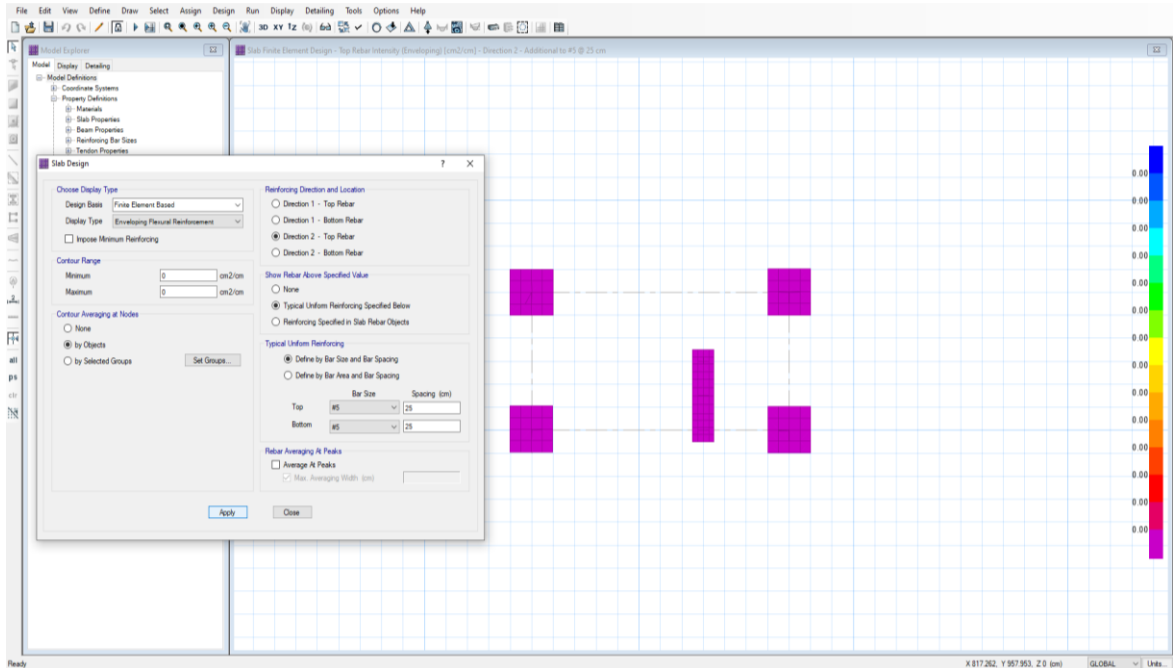 File Edit View Define Draw Select Assign Design Run Display Detailing Tools Options Help
3D XY
Model Explorer
Slab Finite Element Design - Top Rebar Intensity (Enveloping) [cm2/cm] - Direction 2 - Additional to #5 @ 25 cm
Model Display Detailing
Model Definitions
Coordinate Systems
Property Definitions
Materials
Slab Properties
Beam Properties
Reinforcing Bar Sizes
Tendon Properties
Slab Design
? X
Choose Display Type
Design Basis Finite Element Based
Display Type Enveloping Flexural Reinforcement
Impose Minimum Reinforcing
Contour Range
Minimum 0 cm2/cm
Maximum 0 cm2/cm
Contour Averaging at Nodes
None
by Objects
by Selected Groups Set Groups...
Reinforcing Direction and Location
Direction 1 - Top Rebar
Direction 1 - Bottom Rebar
Direction 2 - Top Rebar
Direction 2 - Bottom Rebar
Show Rebar Above Specified Value
None
Typical Uniform Reinforcing Specified Below
Reinforcing Specified in Slab Rebar Objects
Typical Uniform Reinforcing
Define by Bar Size and Bar Spacing
Define by Bar Area and Bar Spacing
Bar Size Spacing (cm)
Top #5 25
Bottom #5 25
Rebar Averaging At Peaks
Average At Peaks
Max. Averaging Width (cm)
Apply Close
all
ps
clr
0.00
0.00
0.00
0.00
0.00
0.00
0.00
0.00
0.00
0.00
0.00
0.00
0.00
0.00
Ready
X 817.262, Y 957.953, Z 0 (cm) GLOBAL Units...